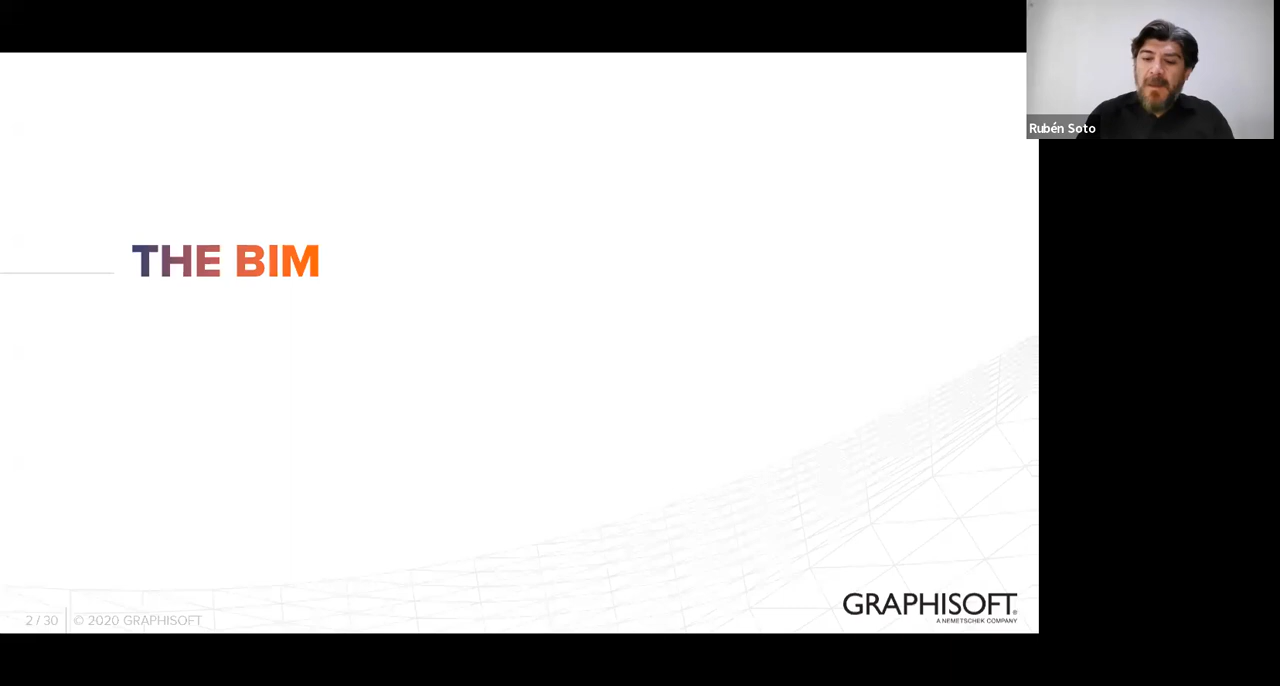 Rubén Soto
THE BIM
GRAPHISOFT®
A NEMETSCHEK COMPANY
2 / 30 © 2020 GRAPHISOFT